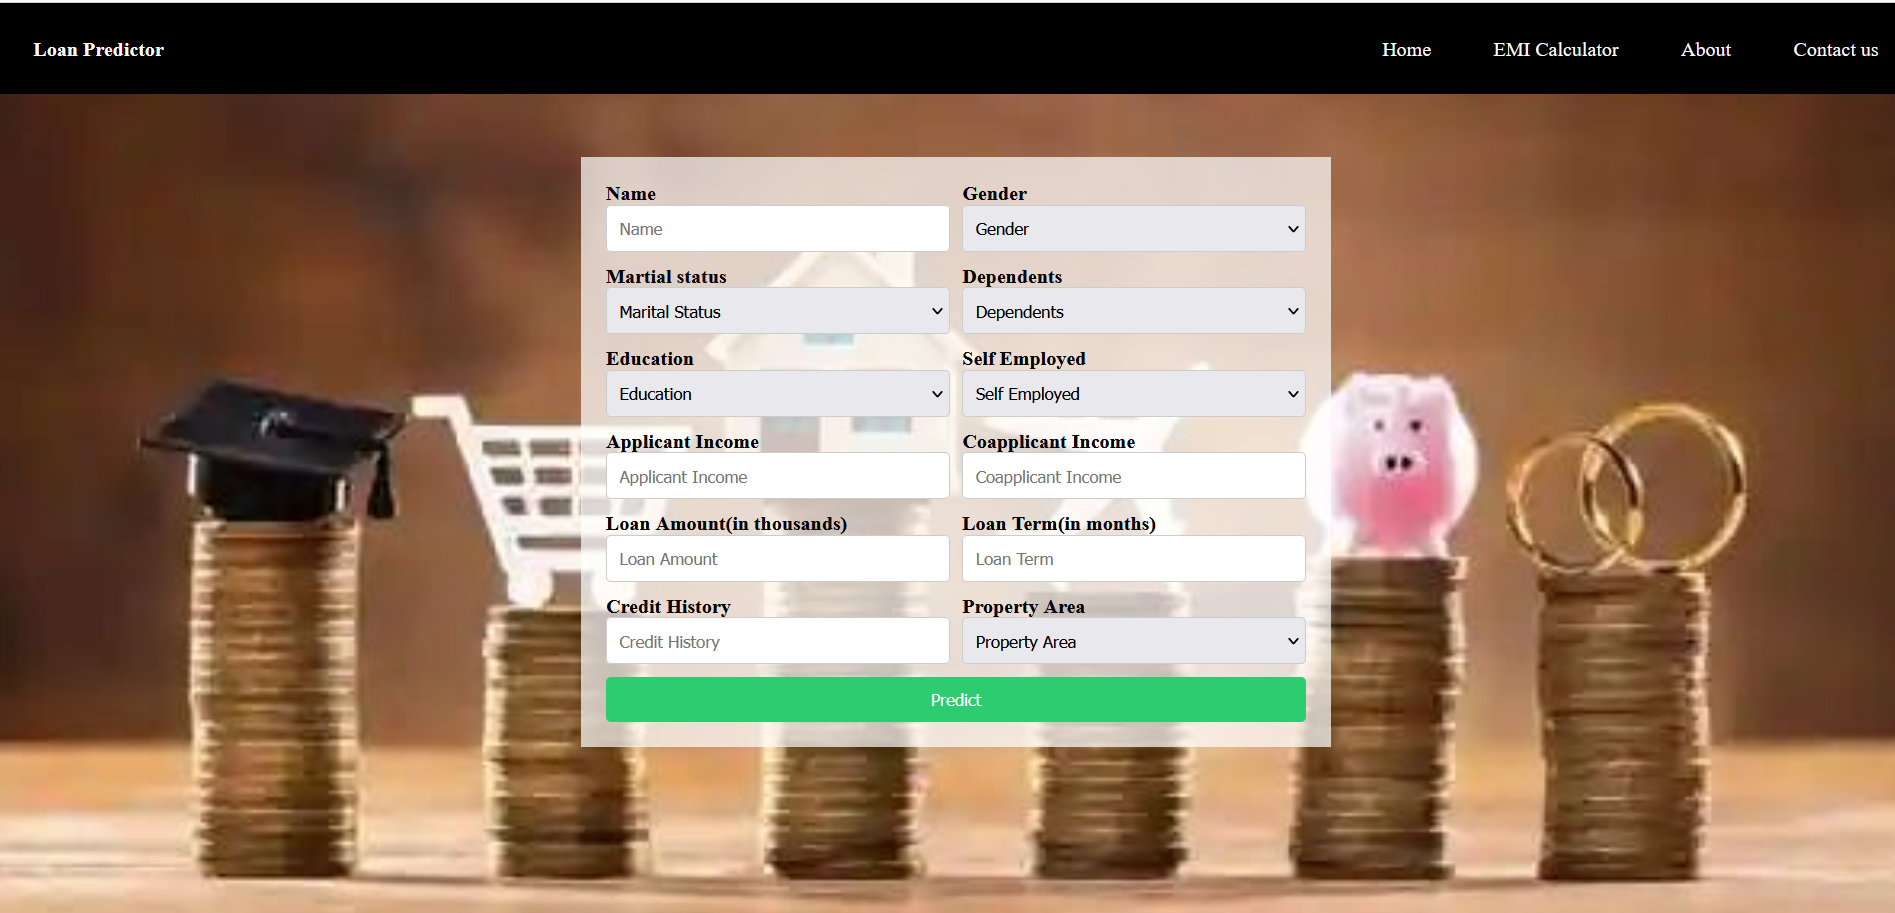 Loan Predictor Home EMI Calculator About Contact us
Name Gender
Name Gender
Martial status Dependents
Marital Status Dependents
Education Self Employed
Education Self Employed
Applicant Income Coapplicant Income
Applicant Income Coapplicant Income
Loan Amount(in thousands) Loan Term(in months)
Loan Amount Loan Term
Credit History Property Area
Credit History Property Area
Predict